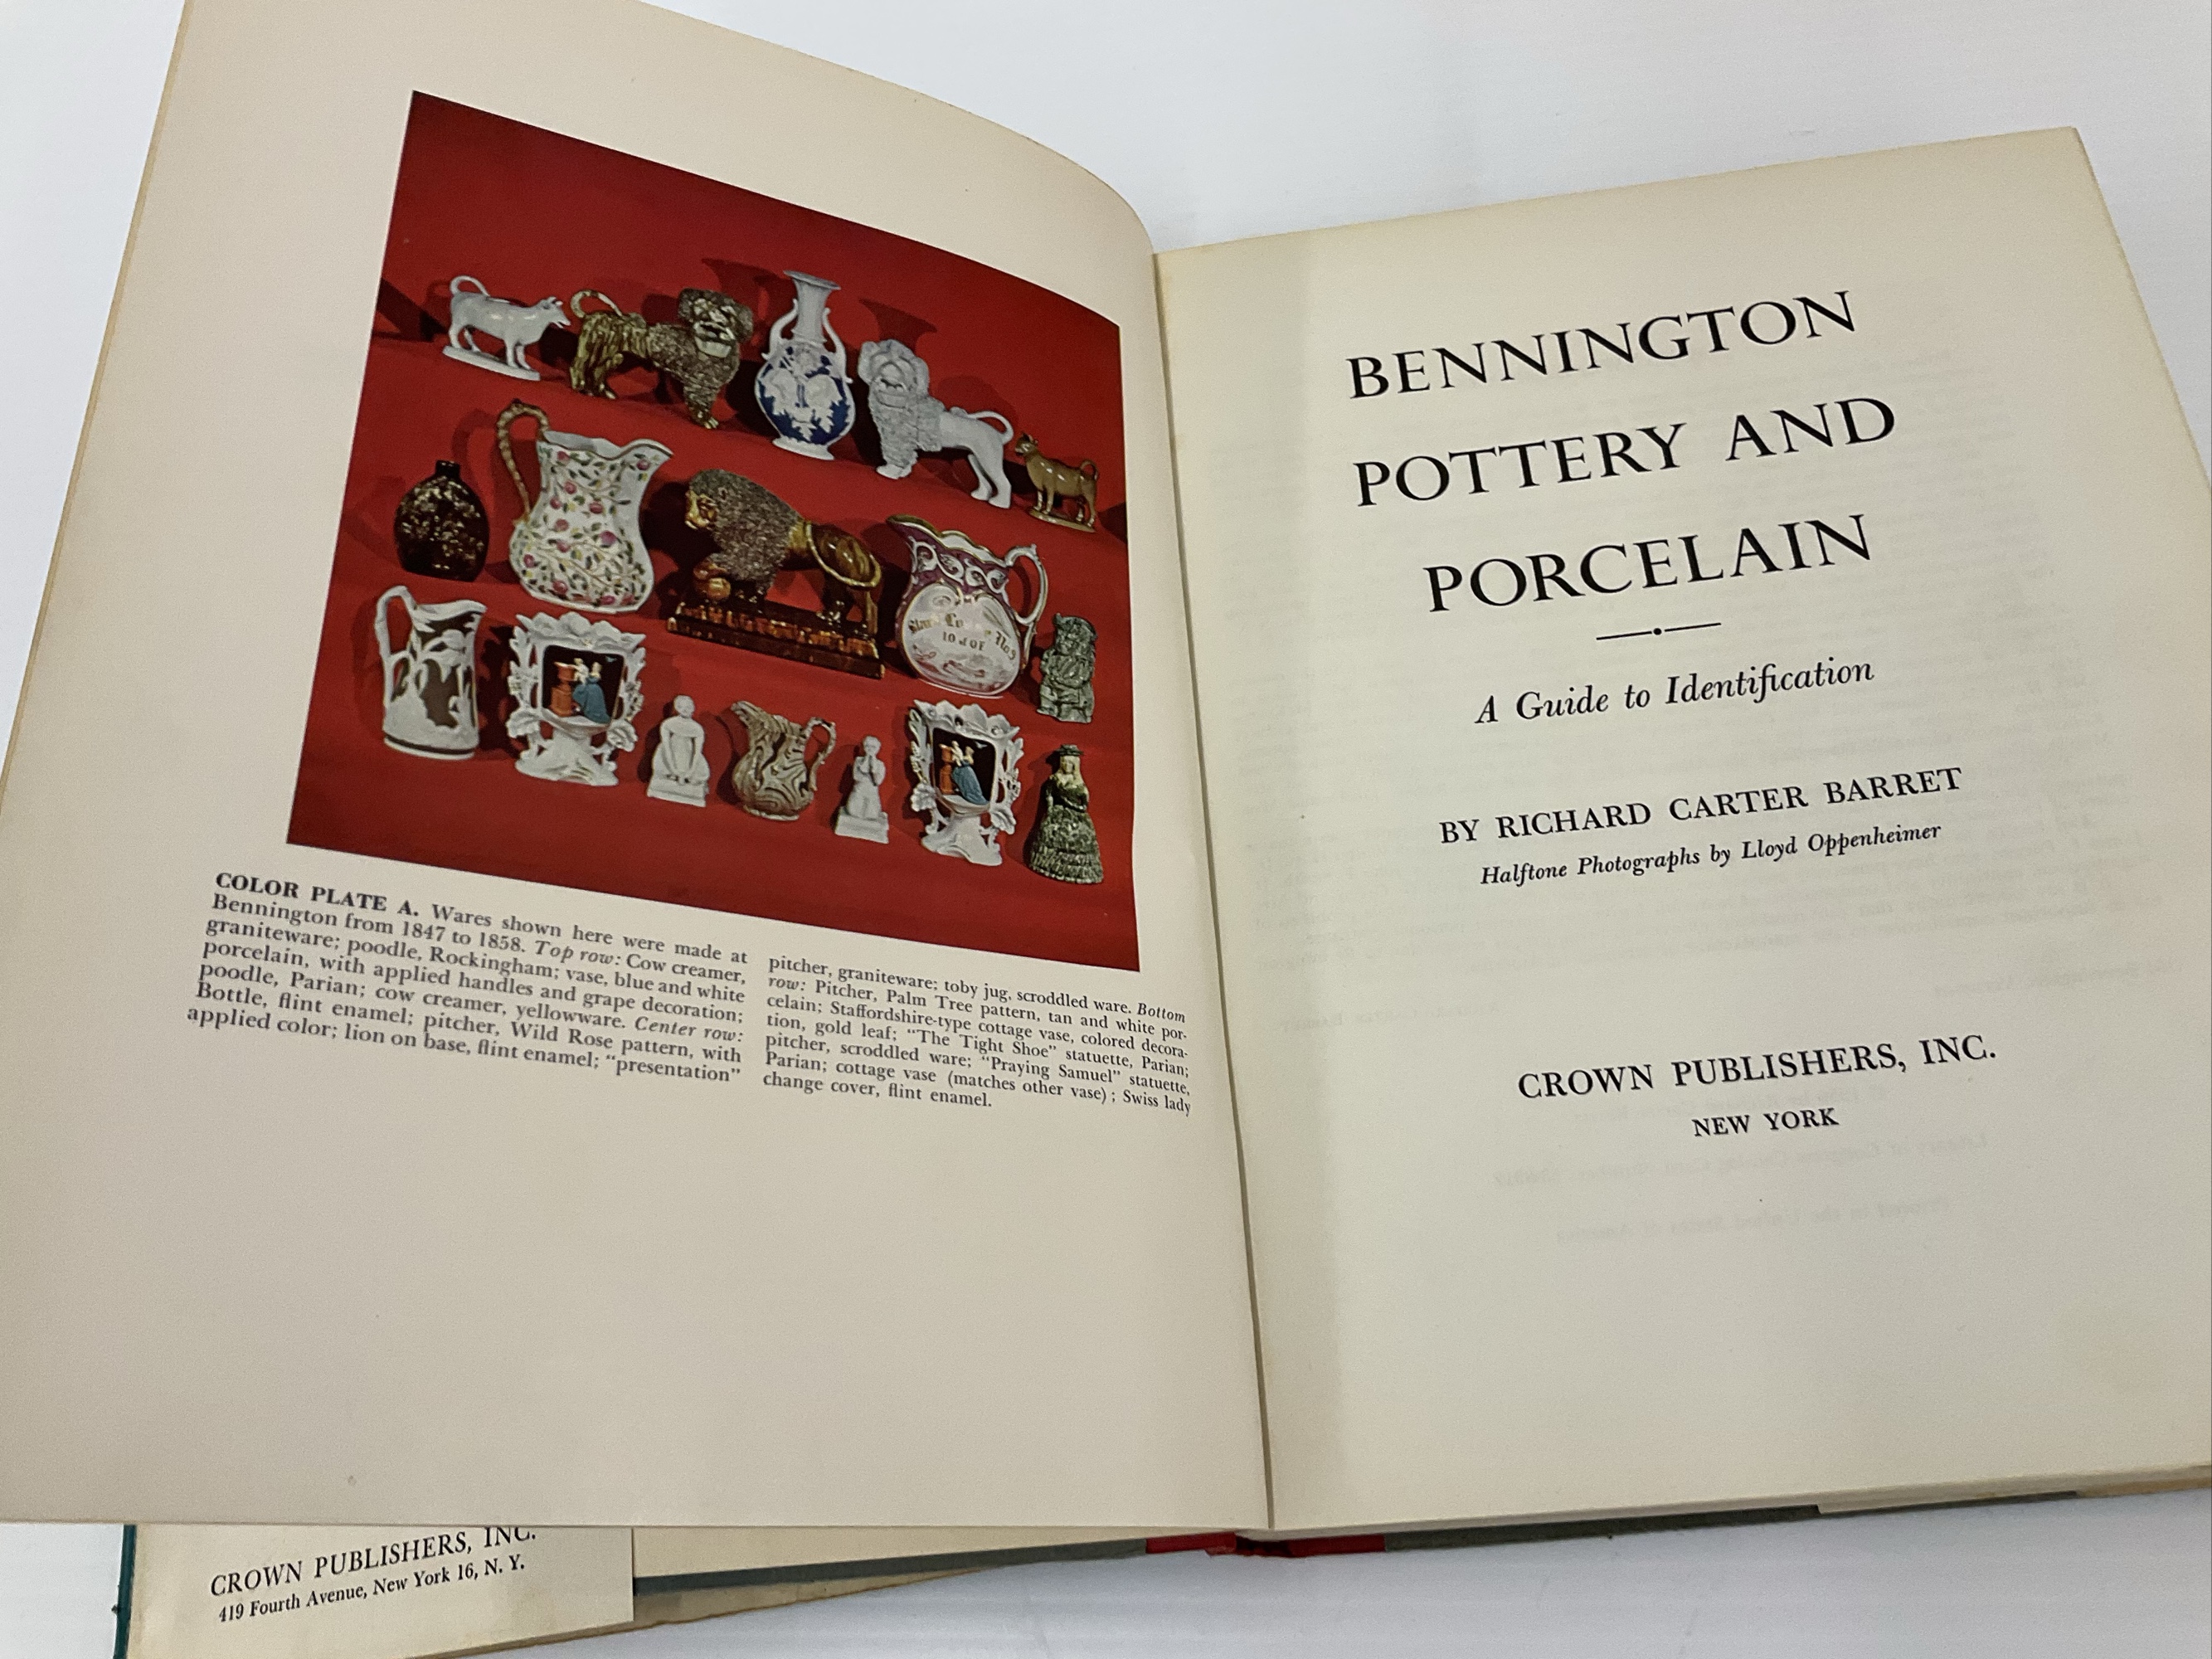 COLOR PLATE A. Wares shown here were made at
Bennington from 1847 to 1858. Top row: Cow creamer,
graniteware; poodle, Rockingham; vase, blue and white
porcelain, with applied handles and grape decoration;
poodle, Parian; cow creamer, yellowware. Center row:
Bottle, flint enamel; pitcher, Wild Rose pattern, with
applied color; lion on base, flint enamel; “presentation”
pitcher, graniteware; toby jug, scroddled ware. Bottom
row: Pitcher, Palm Tree pattern, tan and white por-
celain; Staffordshire-type cottage vase, colored decora-
tion, gold leaf; “The Tight Shoe” statuette, Parian;
pitcher, scroddled ware; “Praying Samuel” statuette,
Parian; cottage vase (matches other vase); Swiss lady
change cover, flint enamel.
CROWN PUBLISHERS, INC.
419 Fourth Avenue, New York 16, N. Y.
BENNINGTON
POTTERY AND
PORCELAIN
A Guide to Identification
BY RICHARD CARTER BARRET
Halftone Photographs by Lloyd Oppenheimer
CROWN PUBLISHERS, INC.
NEW YORK